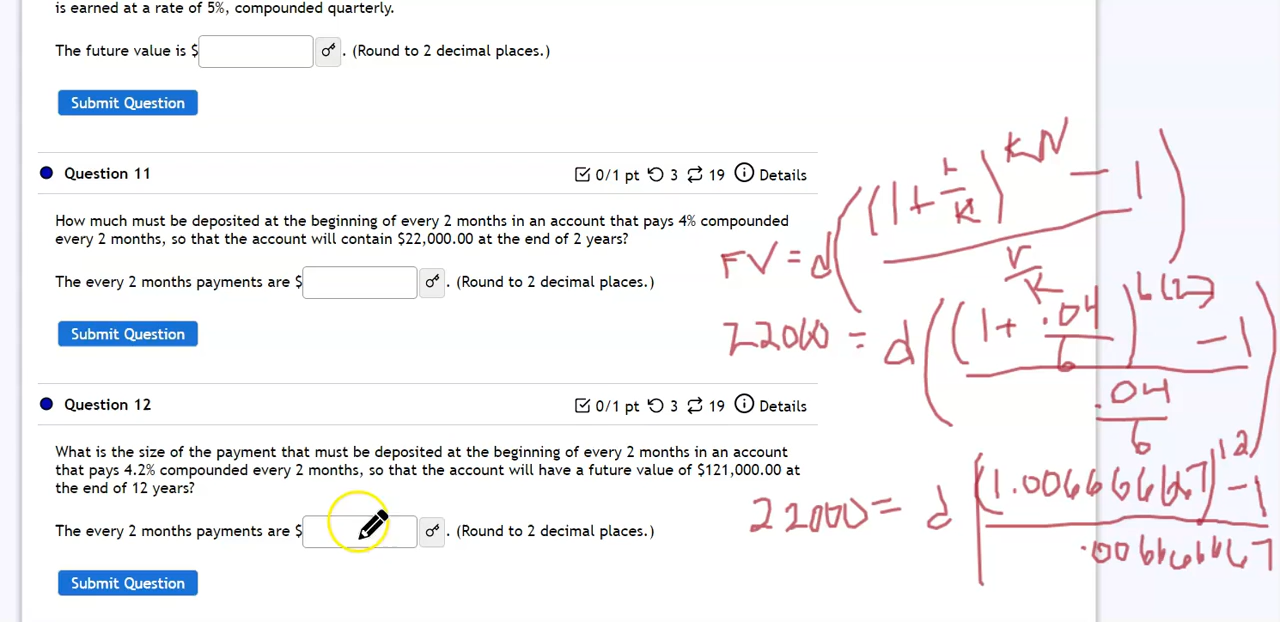 is earned at a rate of 5%, compounded quarterly.
The future value is $ . (Round to 2 decimal places.)
Submit Question
Question 11
0/1 pt 3 19 Details
How much must be deposited at the beginning of every 2 months in an account that pays 4% compounded
every 2 months, so that the account will contain $22,000.00 at the end of 2 years?
The every 2 months payments are $ . (Round to 2 decimal places.)
Submit Question
Question 12
0/1 pt 3 19 Details
What is the size of the payment that must be deposited at the beginning of every 2 months in an account
that pays 4.2% compounded every 2 months, so that the account will have a future value of $121,000.00 at
the end of 12 years?
The every 2 months payments are $ . (Round to 2 decimal places.)
Submit Question
FV = d( ((1 + r/k)^kN - 1) / (r/k) )
22000 = d( ((1 + .04/6)^6(2) - 1) / (.04/6) )
22000 = d( ((1.006666667)^12 - 1) / .006666667